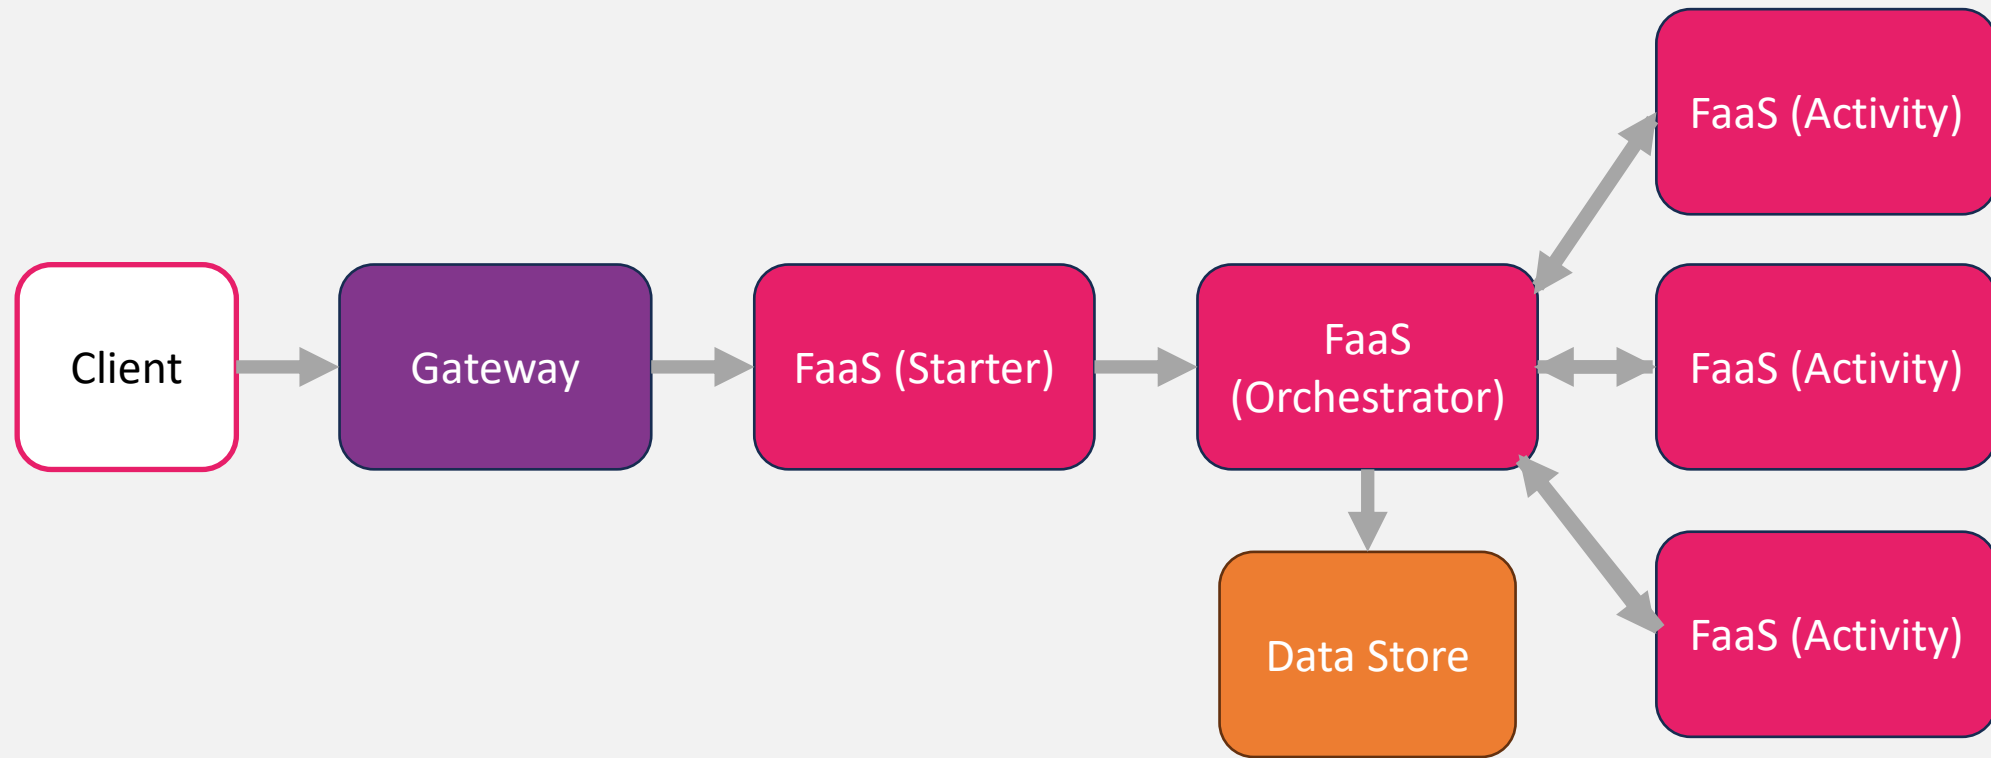 Client
Gateway
FaaS (Starter)
FaaS
(Orchestrator)
FaaS (Activity)
FaaS (Activity)
FaaS (Activity)
Data Store